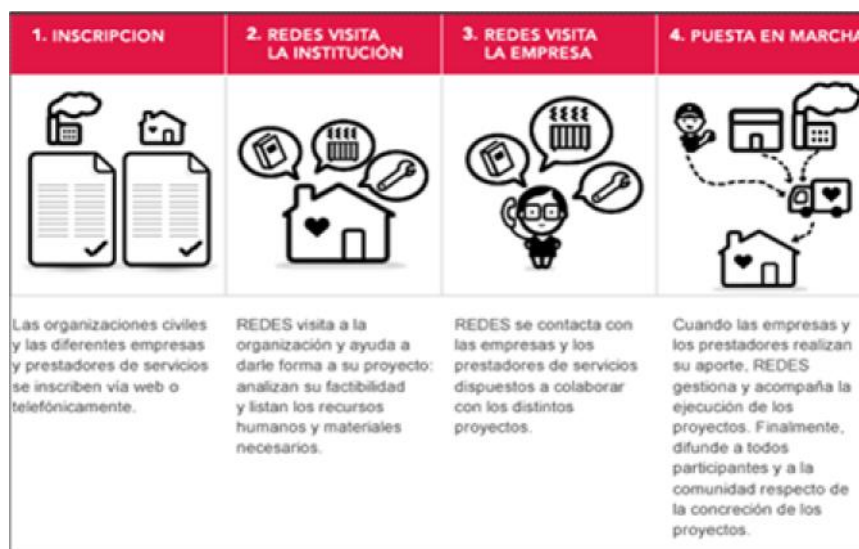 1. INSCRIPCION
2. REDES VISITA
LA INSTITUCIÓN
3. REDES VISITA
LA EMPRESA
4. PUESTA EN MARCHA
Las organizaciones civiles
y las diferentes empresas
y prestadores de servicios
se inscriben vía web o
telefónicamente.
REDES visita a la
organización y ayuda a
darle forma a su proyecto:
analizan su factibilidad
y listan los recursos
humanos y materiales
necesarios.
REDES se contacta con
las empresas y los
prestadores de servicios
dispuestos a colaborar
con los distintos
proyectos.
Cuando las empresas y
los prestadores realizan
su aporte, REDES
gestiona y acompaña la
ejecución de los
proyectos. Finalmente,
difunde a todos
participantes y a la
comunidad respecto de
la concreción de los
proyectos.